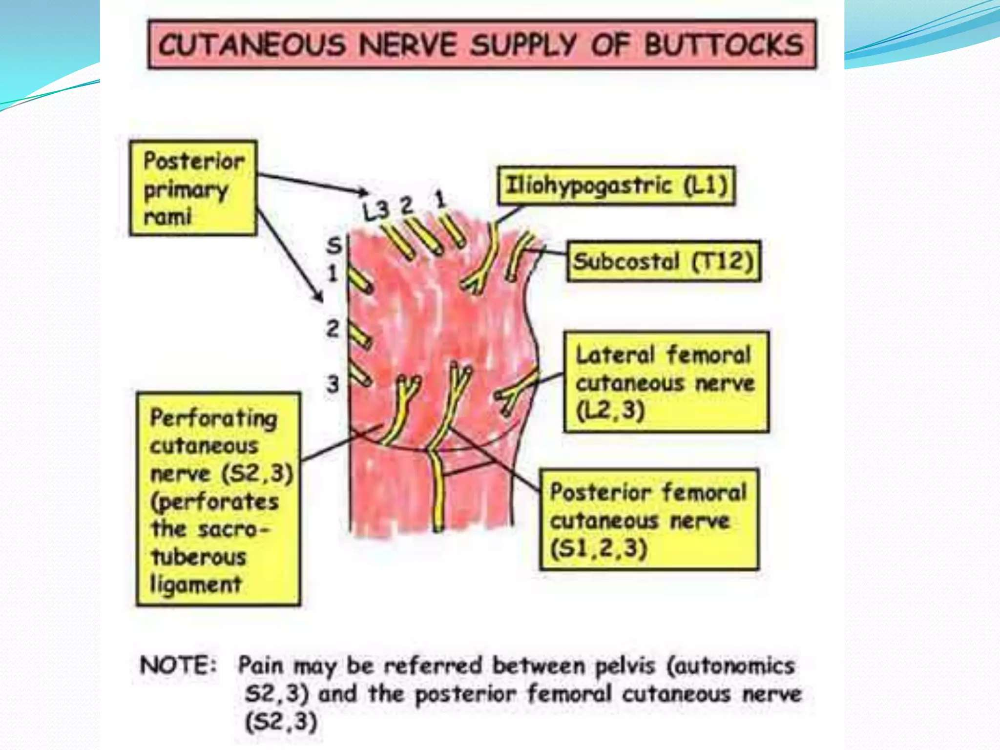 CUTANEOUS NERVE SUPPLY OF BUTTOCKS
Posterior
primary
rami
L3 2 1
Iliohypogastric (L1)
S
1
2
3
Subcostal (T12)
Lateral femoral
cutaneous nerve
(L2,3)
Perforating
cutaneous
nerve (S2,3)
(perforates
the sacro-
tuberous
ligament
Posterior femoral
cutaneous nerve
(S1,2,3)
NOTE: Pain may be referred between pelvis (autonomics
S2,3) and the posterior femoral cutaneous nerve
(S2,3)